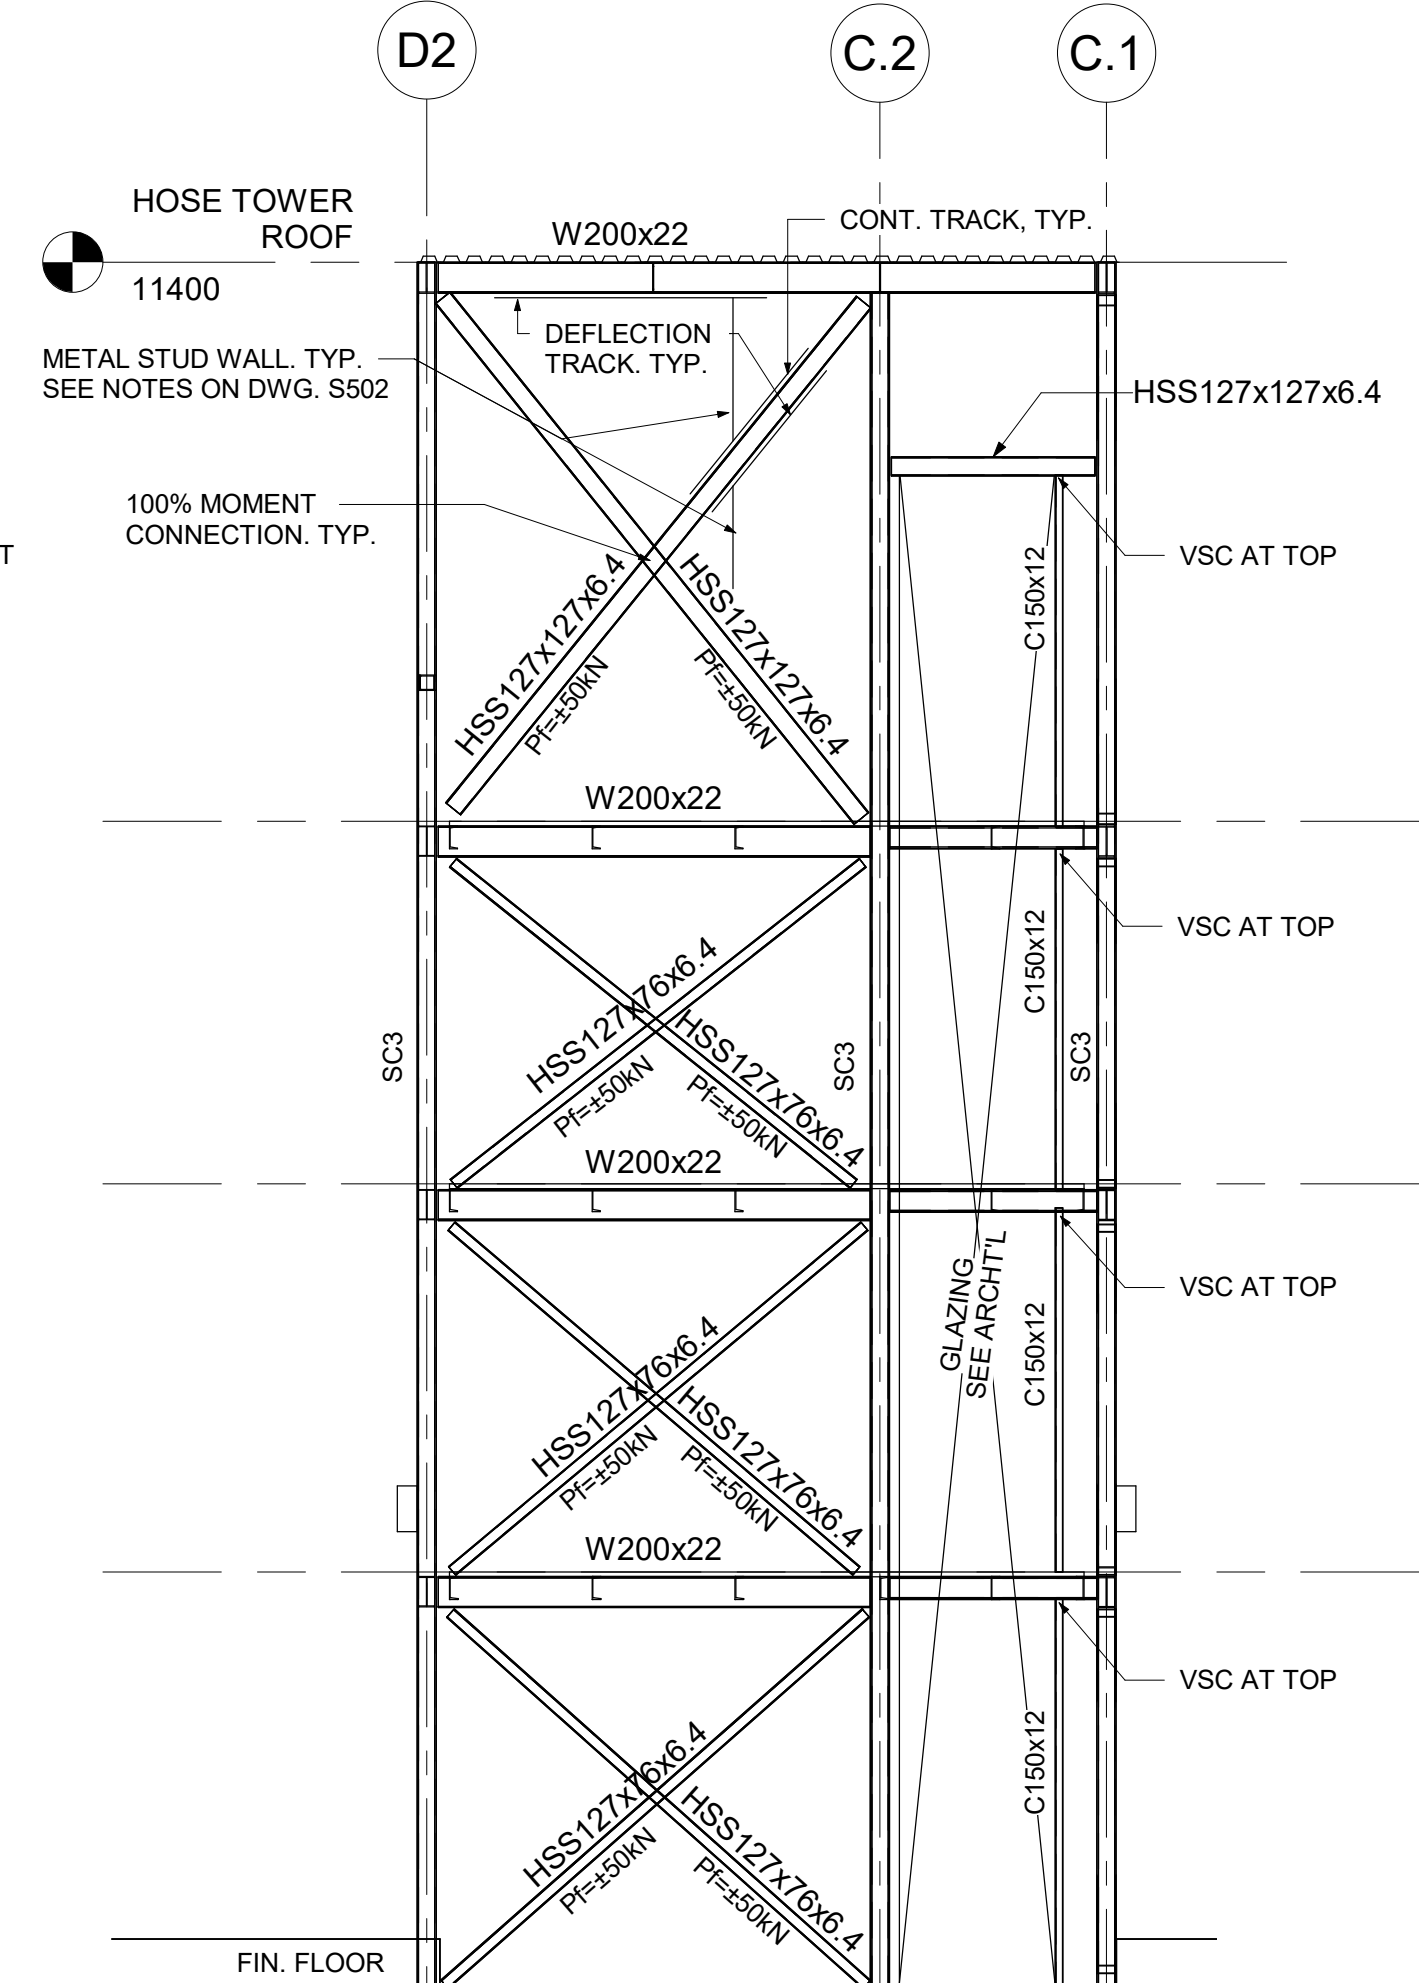 D2
C.2
C.1
HOSE TOWER
ROOF
11400
W200x22
CONT. TRACK, TYP.
DEFLECTION
TRACK. TYP.
METAL STUD WALL. TYP.
SEE NOTES ON DWG. S502
HSS127x127x6.4
100% MOMENT
CONNECTION. TYP.
T
VSC AT TOP
C150x12
HSS127x127x6.4
Pf=±50kN
HSS127x127x6.4
Pf=±50kN
W200x22
VSC AT TOP
C150x12
HSS127x76x6.4
Pf=±50kN
HSS127x76x6.4
Pf=±50kN
SC3
SC3
SC3
W200x22
VSC AT TOP
GLAZING
SEE ARCHT'L
C150x12
HSS127x76x6.4
Pf=±50kN
HSS127x76x6.4
Pf=±50kN
W200x22
VSC AT TOP
C150x12
HSS127x76x6.4
Pf=±50kN
HSS127x76x6.4
Pf=±50kN
FIN. FLOOR